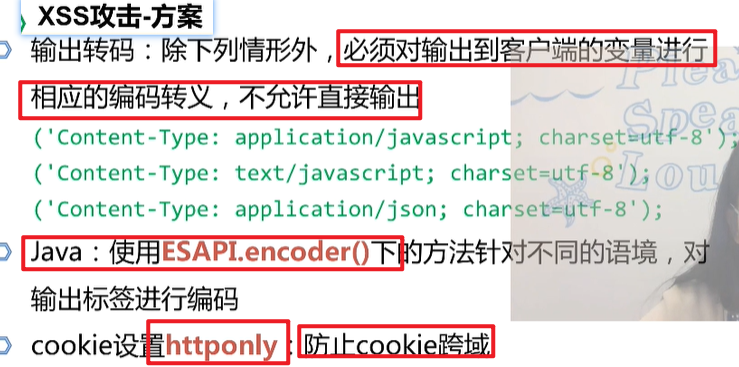 XSS攻击-方案
输出转码：除下列情形外，必须对输出到客户端的变量进行
相应的编码转义，不允许直接输出
('Content-Type: application/javascript; charset=utf-8');
('Content-Type: text/javascript; charset=utf-8');
('Content-Type: application/json; charset=utf-8');
Java：使用ESAPI.encoder()下的方法针对不同的语境，对
输出标签进行编码
cookie设置httponly：防止cookie跨域